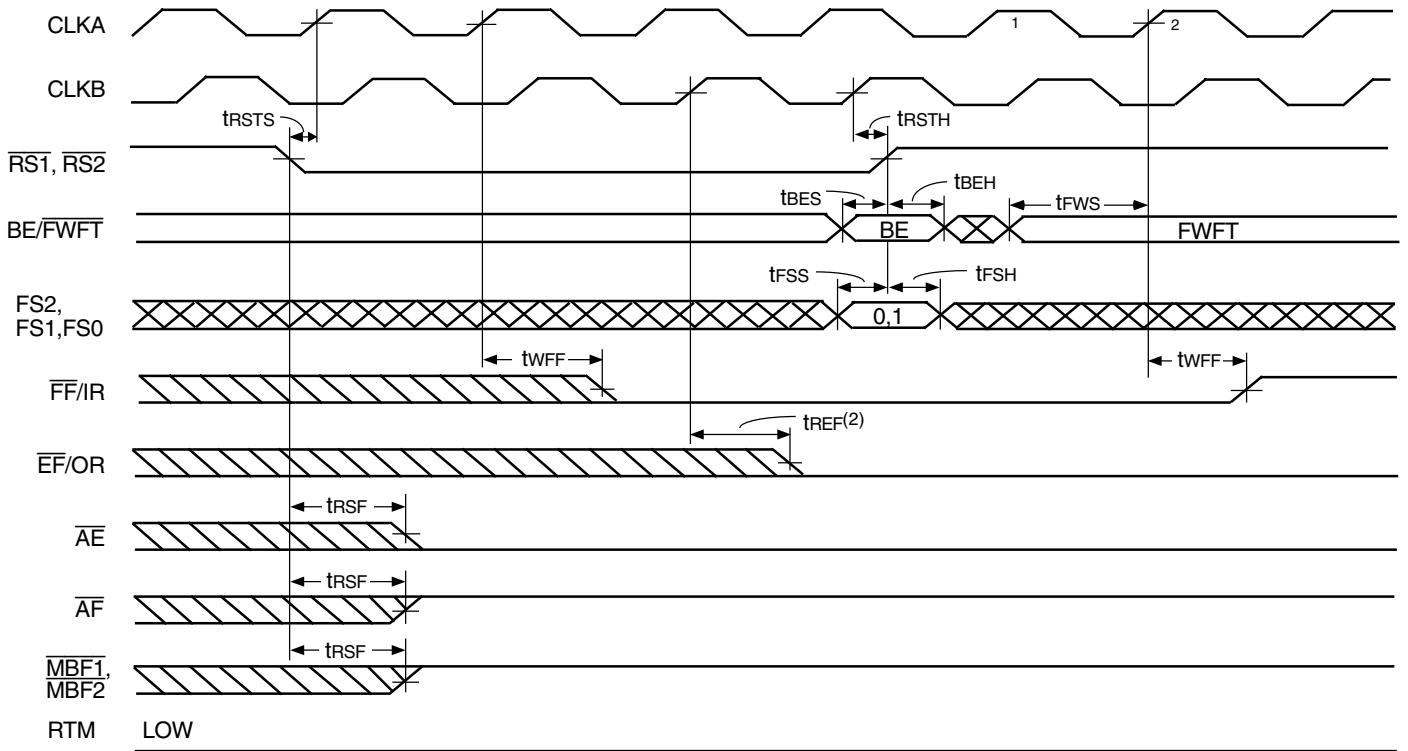 CLKA
1
2
CLKB
tRSTS
tRSTH
RS1, RS2
tBES
tBEH
tFWS
BE/FWFT
BE
FWFT
tFSS
tFSH
FS2,
FS1,FS0
0,1
tWFF
tWFF
FF/IR
tREF(2)
EF/OR
tRSF
AE
tRSF
AF
tRSF
MBF1,
MBF2
RTM
LOW